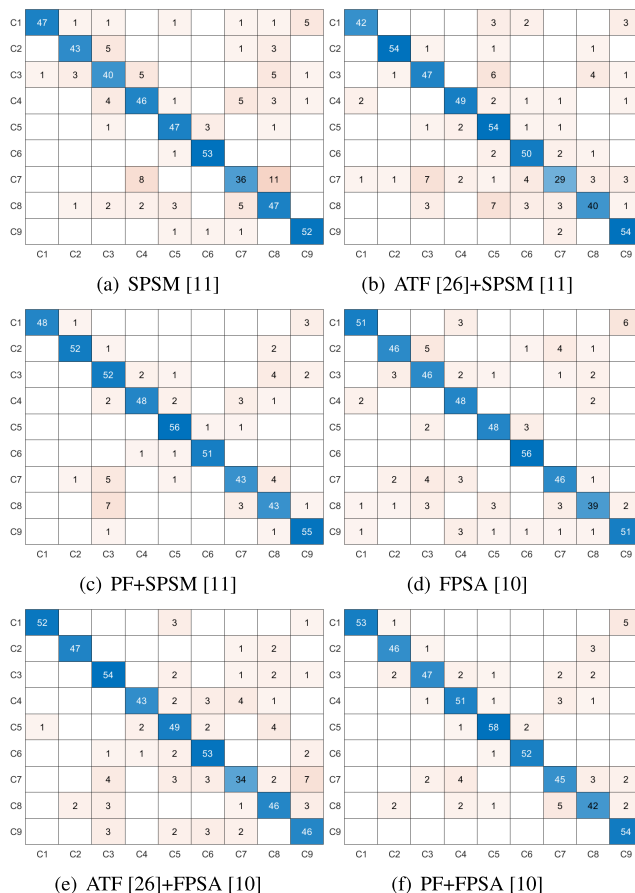 C1 47 1 1 1 1 1 5 C1 42 3 2 3
C2 43 5 1 3 C2 54 1 1 1
C3 1 3 40 5 5 1 C3 1 47 6 4 1
C4 4 46 1 5 3 1 C4 2 49 2 1 1 1
C5 1 47 3 1 C5 1 2 54 1 1
C6 1 53 C6 2 50 2 1
C7 8 36 11 C7 1 1 7 2 1 4 29 3 3
C8 1 2 2 3 5 47 C8 3 7 3 3 40 1
C9 1 1 1 52 C9 2 54
C1 C2 C3 C4 C5 C6 C7 C8 C9 C1 C2 C3 C4 C5 C6 C7 C8 C9
(a) SPSM [11] (b) ATF [26]+SPSM [11]
C1 48 1 3 C1 51 3 6
C2 52 1 2 C2 46 5 1 4 1
C3 52 2 1 4 2 C3 3 46 2 1 1 2
C4 2 48 2 3 1 C4 2 48 2
C5 56 1 1 C5 2 48 3
C6 1 1 51 C6 56
C7 1 5 1 43 4 C7 2 4 3 46 1
C8 7 3 43 1 C8 1 1 3 3 3 39 2
C9 1 1 55 C9 1 3 1 1 1 1 51
C1 C2 C3 C4 C5 C6 C7 C8 C9 C1 C2 C3 C4 C5 C6 C7 C8 C9
(c) PF+SPSM [11] (d) FPSA [10]
C1 52 3 1 C1 53 1 5
C2 47 1 2 C2 46 1 3
C3 54 2 1 2 1 C3 2 47 2 1 2 2
C4 43 2 3 4 1 C4 1 51 1 3 1
C5 1 2 49 2 4 C5 1 58 2
C6 1 1 2 53 2 C6 1 52
C7 4 3 3 34 2 7 C7 2 4 45 3 2
C8 2 3 1 46 3 C8 2 2 1 5 42 2
C9 3 2 3 2 46 C9 54
C1 C2 C3 C4 C5 C6 C7 C8 C9 C1 C2 C3 C4 C5 C6 C7 C8 C9
(e) ATF [26]+FPSA [10] (f) PF+FPSA [10]